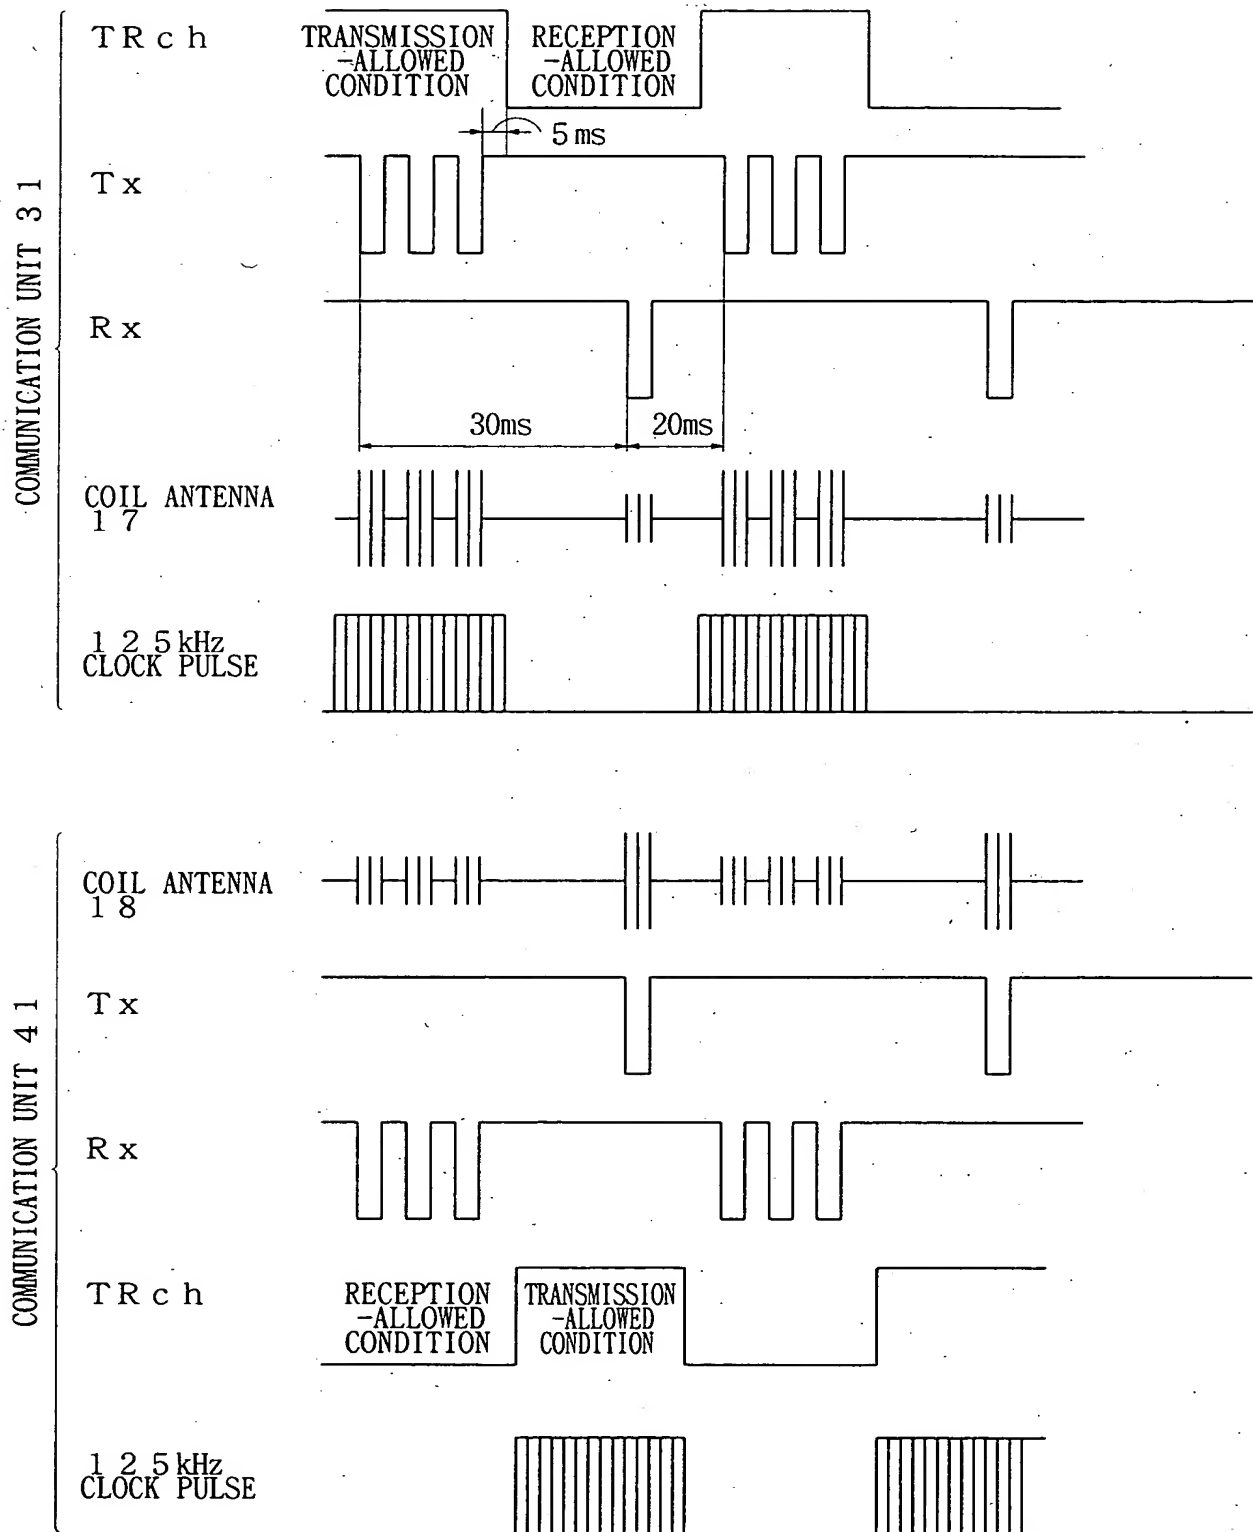 COMMUNICATION UNIT 31
TRch
TRANSMISSION
-ALLOWED
CONDITION
RECEPTION
-ALLOWED
CONDITION
5ms
Tx
Rx
30ms
20ms
COIL ANTENNA
17
125kHz
CLOCK PULSE
COMMUNICATION UNIT 41
COIL ANTENNA
18
Tx
Rx
TRch
RECEPTION
-ALLOWED
CONDITION
TRANSMISSION
-ALLOWED
CONDITION
125kHz
CLOCK PULSE